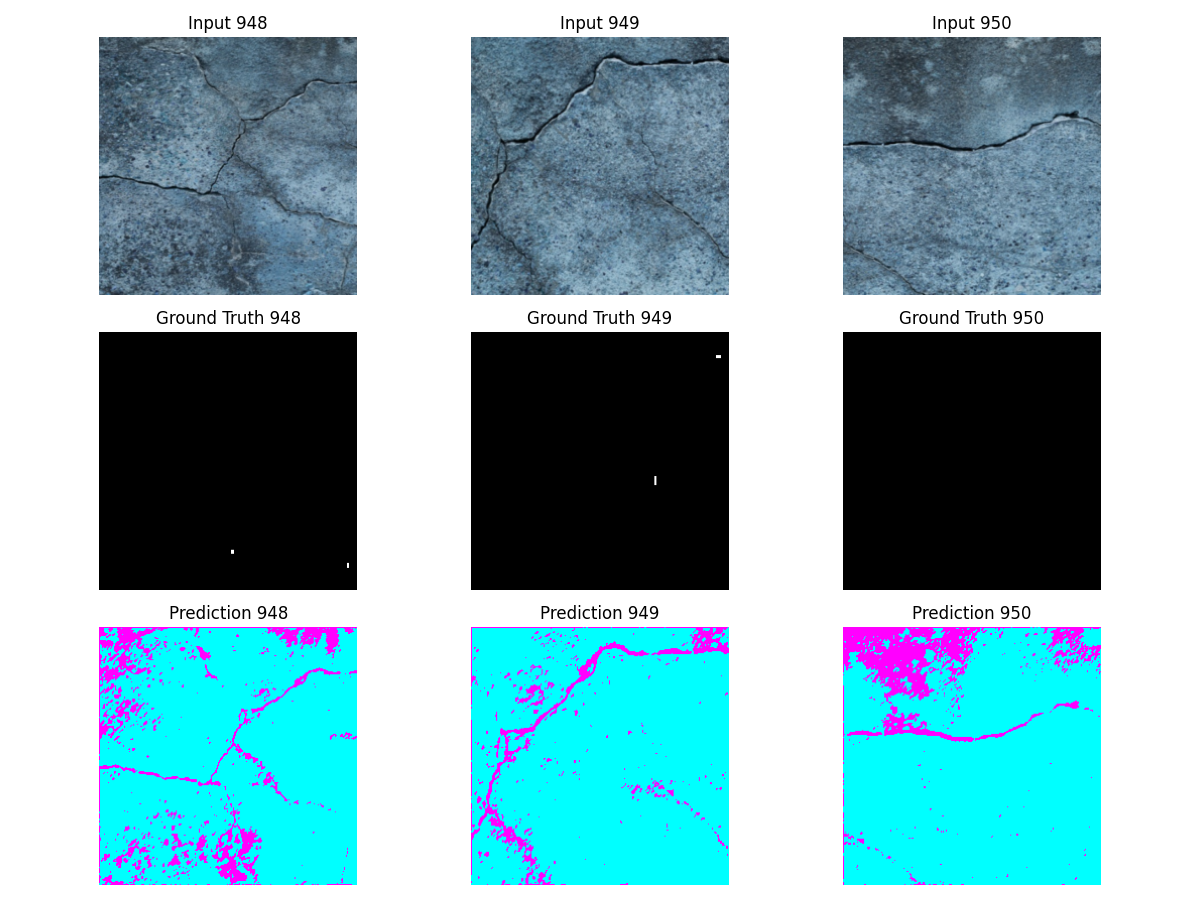 Input 948
Input 949
Input 950
Ground Truth 948
Ground Truth 949
Ground Truth 950
Prediction 948
Prediction 949
Prediction 950